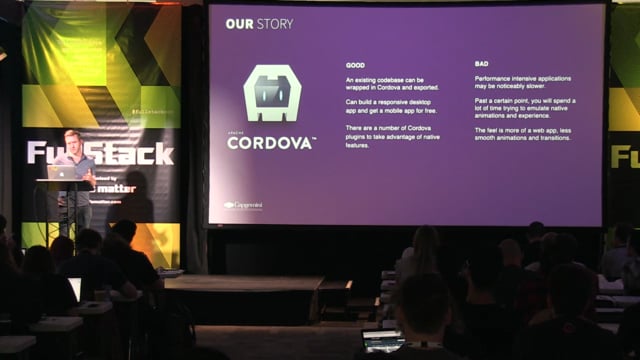 OUR STORY
GOOD
An existing codebase can be
wrapped in Cordova and exported.
Can build a responsive desktop
app and get a mobile app for free.
There are a number of Cordova
plugins to take advantage of native
features.
BAD
Performance intensive applications
may be noticeably slower.
Past a certain point, you will spend a
lot of time trying to emulate native
animations and experience.
The feel is more of a web app, less
smooth animations and transitions.
APACHE
CORDOVA™
Capgemini
Stack
matter